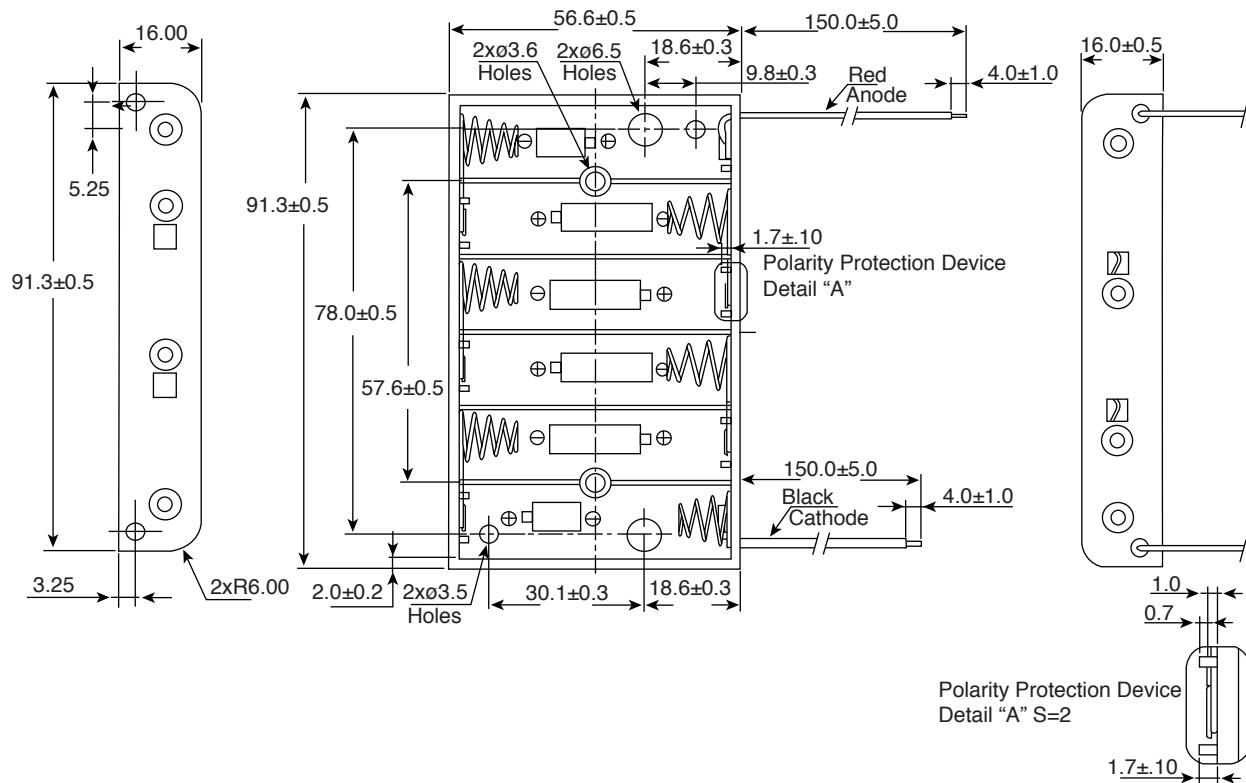 16.00
5.25
91.3±0.5
3.25
2xR6.00
56.6±0.5
150.0±5.0
2xø3.6
Holes
2xø6.5
Holes
18.6±0.3
9.8±0.3
Red
Anode
4.0±1.0
91.3±0.5
78.0±0.5
57.6±0.5
1.7±.10
Polarity Protection Device
Detail “A”
150.0±5.0
Black
Cathode
4.0±1.0
2.0±0.2
2xø3.5
Holes
30.1±0.3
18.6±0.3
16.0±0.5
1.0
0.7
Polarity Protection Device
Detail “A” S=2
1.7±.10